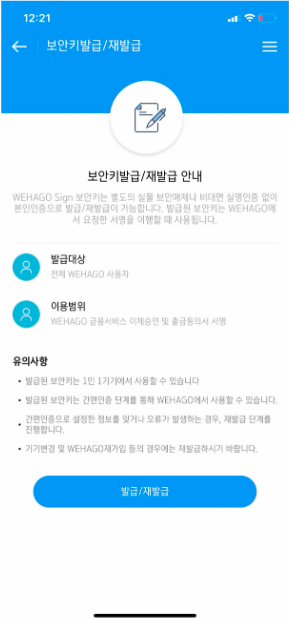 12:21
보안키발급/재발급
보안키발급/재발급 안내
WEHAGO Sign 보안키는 별도의 실물 보안매체나 비대면 실명인증 없이
본인인증으로 발급/재발급이 가능합니다. 발급된 보안키는 WEHAGO에
서 요청한 서명을 이행할 때 사용됩니다.
발급대상
전체 WEHAGO 사용자
이용범위
WEHAGO 금융서비스 이체승인 및 출금동의서 서명
유의사항
• 발급된 보안키는 1인 1기기에서 사용할 수 있습니다
• 발급된 보안키는 간편인증 단계를 통해 WEHAGO에서 사용할 수 있습니다.
• 간편인증으로 설정한 정보를 잊거나 오류가 발생하는 경우, 재발급 단계를
진행합니다.
• 기기변경 및 WEHAGO재가입 등의 경우에는 재발급하시기 바랍니다.
발급/재발급